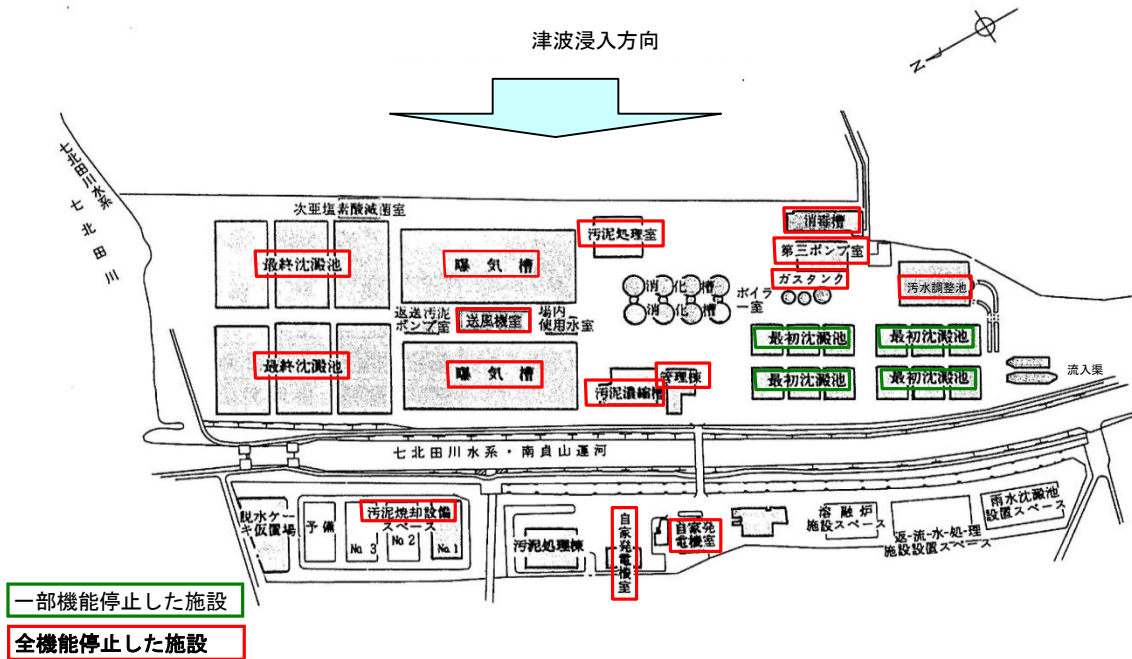 津波浸入方向
N
七北田川水系
七北田川
次亜塩素酸減菌室
最終沈澱池
曝気槽
汚泥処理室
消毒槽
第三ポンプ室
ガスタンク
汚水調整池
消化槽
消化槽
ボイラ
ー室
返送汚泥
ポンプ室
送風機室
場内
使用水室
最初沈澱池
最初沈澱池
最終沈澱池
曝気槽
汚泥濃縮槽
管理棟
最初沈澱池
最初沈澱池
流入渠
七北田川水系・南貞山運河
脱水ケー
キ仮置場
予備
汚泥焼却設備
スペース
No 3
No 2
No.1
汚泥処理棟
自家発電機室
自家発
電機室
溶融炉
施設スペース
返-流-水-処-理
施設設置スペース
雨水沈澱池
設置スペース
一部機能停止した施設
全機能停止した施設